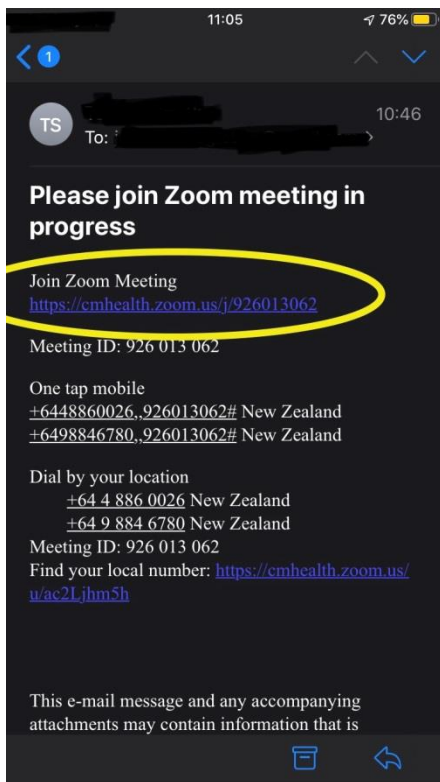 11:05
76%
1
TS
10:46
To:
Please join Zoom meeting in
progress
Join Zoom Meeting
https://cmhealth.zoom.us/j/926013062
Meeting ID: 926 013 062
One tap mobile
+6448860026,,926013062# New Zealand
+6498846780,,926013062# New Zealand
Dial by your location
+64 4 886 0026 New Zealand
+64 9 884 6780 New Zealand
Meeting ID: 926 013 062
Find your local number: https://cmhealth.zoom.us/
u/ac2Ljhm5h
This e-mail message and any accompanying
attachments may contain information that is